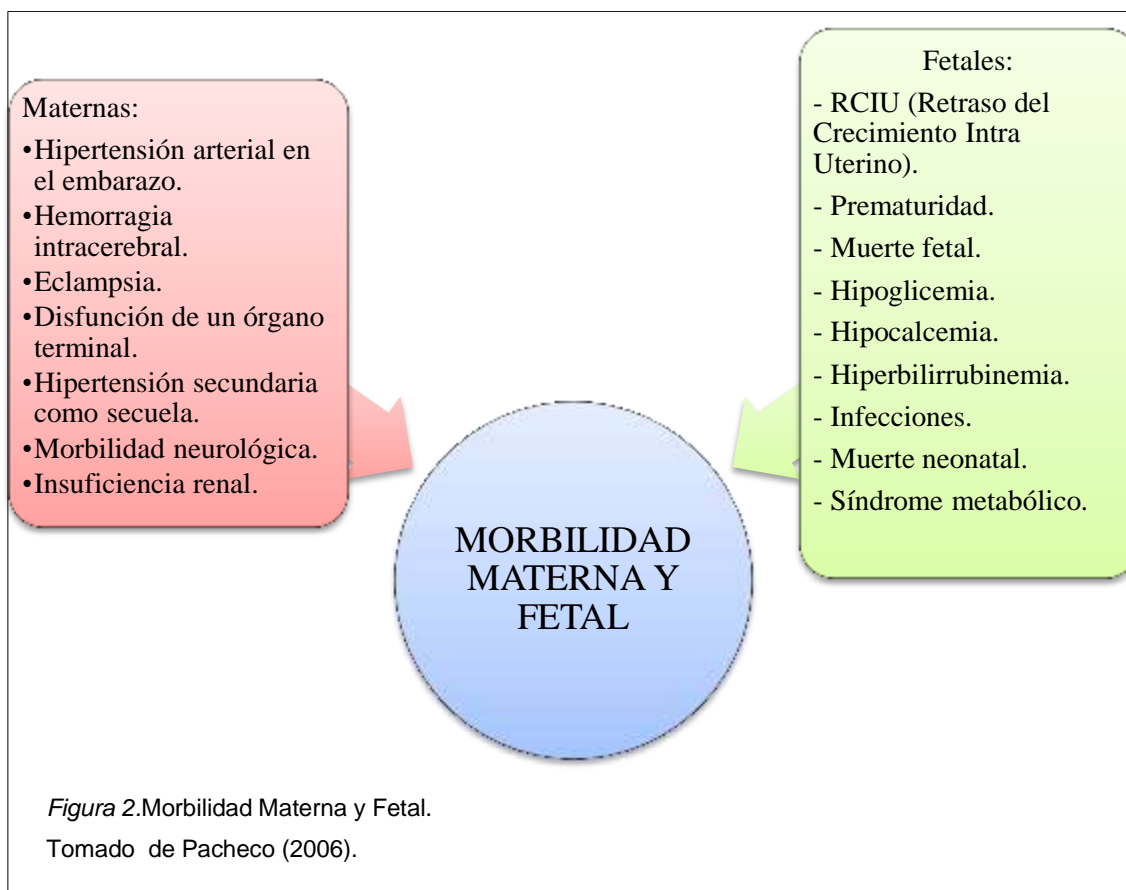 Maternas:
•Hipertensión arterial en
el embarazo.
•Hemorragia
intracerebral.
•Eclampsia.
•Disfunción de un órgano
terminal.
•Hipertensión secundaria
como secuela.
•Morbilidad neurológica.
•Insuficiencia renal.
Fetales:
- RCIU (Retraso del
Crecimiento Intra
Uterino).
- Prematuridad.
- Muerte fetal.
- Hipoglicemia.
- Hipocalcemia.
- Hiperbilirrubinemia.
- Infecciones.
- Muerte neonatal.
- Síndrome metabólico.
MORBILIDAD
MATERNA Y
FETAL
Figura 2.Morbilidad Materna y Fetal.
Tomado de Pacheco (2006).